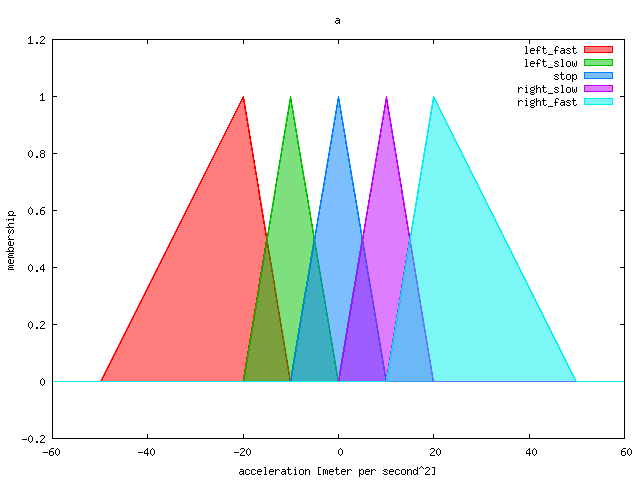 a
left_fast
left_slow
stop
right_slow
right_fast
1.2
1
0.8
0.6
0.4
0.2
0
-0.2
membership
-60 -40 -20 0 20 40 60
acceleration [meter per second^2]